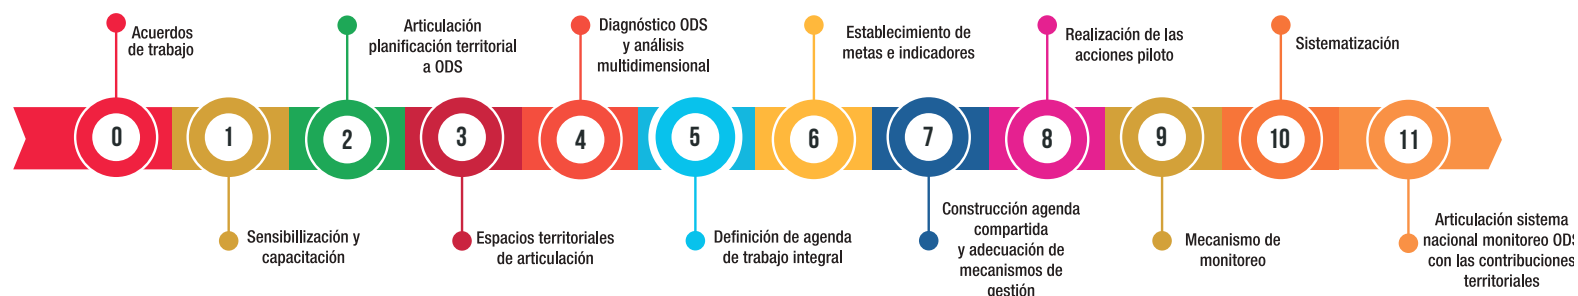 0
Acuerdos
de trabajo
1
Sensibillización y
capacitación
2
Articulación
planificación territorial
a ODS
3
Espacios territoriales
de articulación
4
Diagnóstico ODS
y análisis
multidimensional
5
Definición de agenda
de trabajo integral
6
Establecimiento de
metas e indicadores
7
Construcción agenda
compartida
y adecuación de
mecanismos de
gestión
8
Realización de las
acciones piloto
9
Mecanismo de
monitoreo
10
Sistematización
11
Articulación sistema
nacional monitoreo ODS
con las contribuciones
territoriales